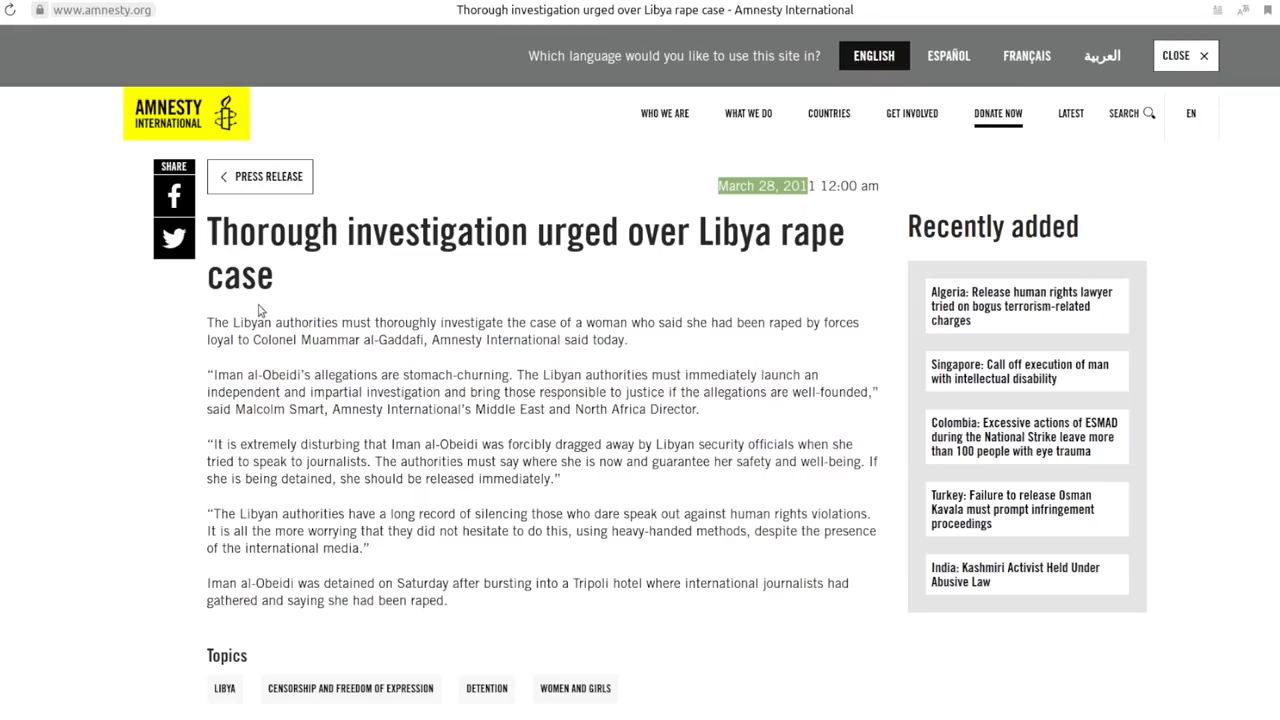 www.amnesty.org
Thorough investigation urged over Libya rape case - Amnesty International
Which language would you like to use this site in?
ENGLISH
ESPAÑOL
FRANÇAIS
العربية
CLOSE ×
AMNESTY
INTERNATIONAL
WHO WE ARE
WHAT WE DO
COUNTRIES
GET INVOLVED
DONATE NOW
LATEST
SEARCH
EN
SHARE
PRESS RELEASE
March 28, 2011 12:00 am
Thorough investigation urged over Libya rape
case
The Libyan authorities must thoroughly investigate the case of a woman who said she had been raped by forces
loyal to Colonel Muammar al-Gaddafi, Amnesty International said today.
“Iman al-Obeidi’s allegations are stomach-churning. The Libyan authorities must immediately launch an
independent and impartial investigation and bring those responsible to justice if the allegations are well-founded,”
said Malcolm Smart, Amnesty International’s Middle East and North Africa Director.
“It is extremely disturbing that Iman al-Obeidi was forcibly dragged away by Libyan security officials when she
tried to speak to journalists. The authorities must say where she is now and guarantee her safety and well-being. If
she is being detained, she should be released immediately.”
“The Libyan authorities have a long record of silencing those who dare speak out against human rights violations.
It is all the more worrying that they did not hesitate to do this, using heavy-handed methods, despite the presence
of the international media.”
Iman al-Obeidi was detained on Saturday after bursting into a Tripoli hotel where international journalists had
gathered and saying she had been raped.
Topics
LIBYA
CENSORSHIP AND FREEDOM OF EXPRESSION
DETENTION
WOMEN AND GIRLS
Recently added
Algeria: Release human rights lawyer
tried on bogus terrorism-related
charges
Singapore: Call off execution of man
with intellectual disability
Colombia: Excessive actions of ESMAD
during the National Strike leave more
than 100 people with eye trauma
Turkey: Failure to release Osman
Kavala must prompt infringement
proceedings
India: Kashmiri Activist Held Under
Abusive Law